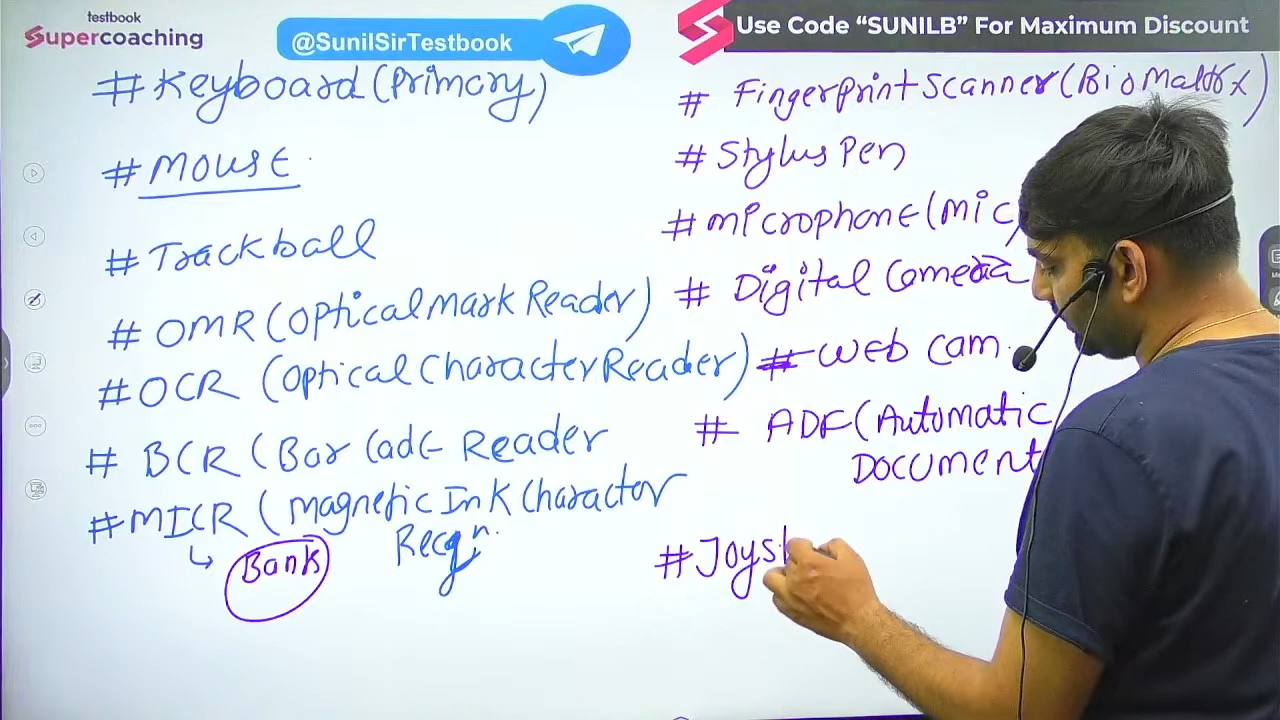 testbook
Supercoaching
@SunilSirTestbook
Use Code “SUNILB” For Maximum Discount
# Keyboard (Primary)
# MOUSE
# Trackball
# OMR (Optical Mark Reader)
# OCR (Optical Character Reader)
# BCR (Bar Code Reader
# MICR (Magnetic Ink Character
Recgn.
Bank
# Fingerprint Scanner (BioMaltrx)
# Stylus Pen
# Microphone (Mic)
# Digital Camera
# Web Cam.
# ADF (Automatic
DOCUMENT
# Joyst